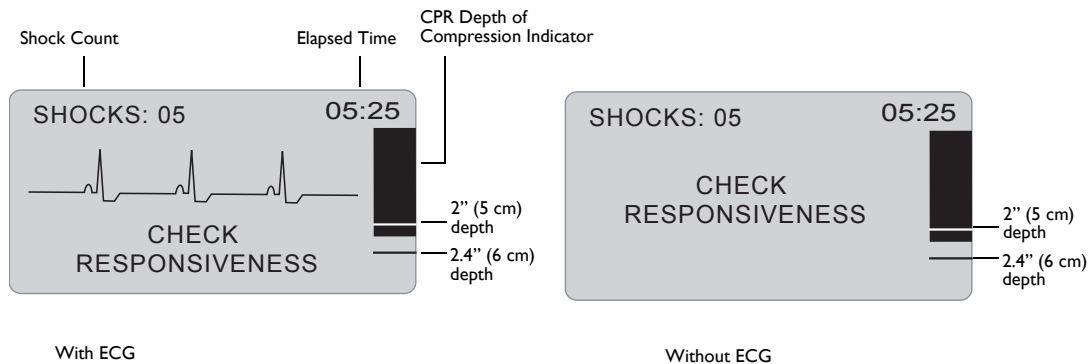 CPR Depth of
Compression Indicator
Shock Count
Elapsed Time
SHOCKS: 05
05:25
CHECK
RESPONSIVENESS
2” (5 cm)
depth
2.4” (6 cm)
depth
With ECG
SHOCKS: 05
05:25
CHECK
RESPONSIVENESS
2” (5 cm)
depth
2.4” (6 cm)
depth
Without ECG